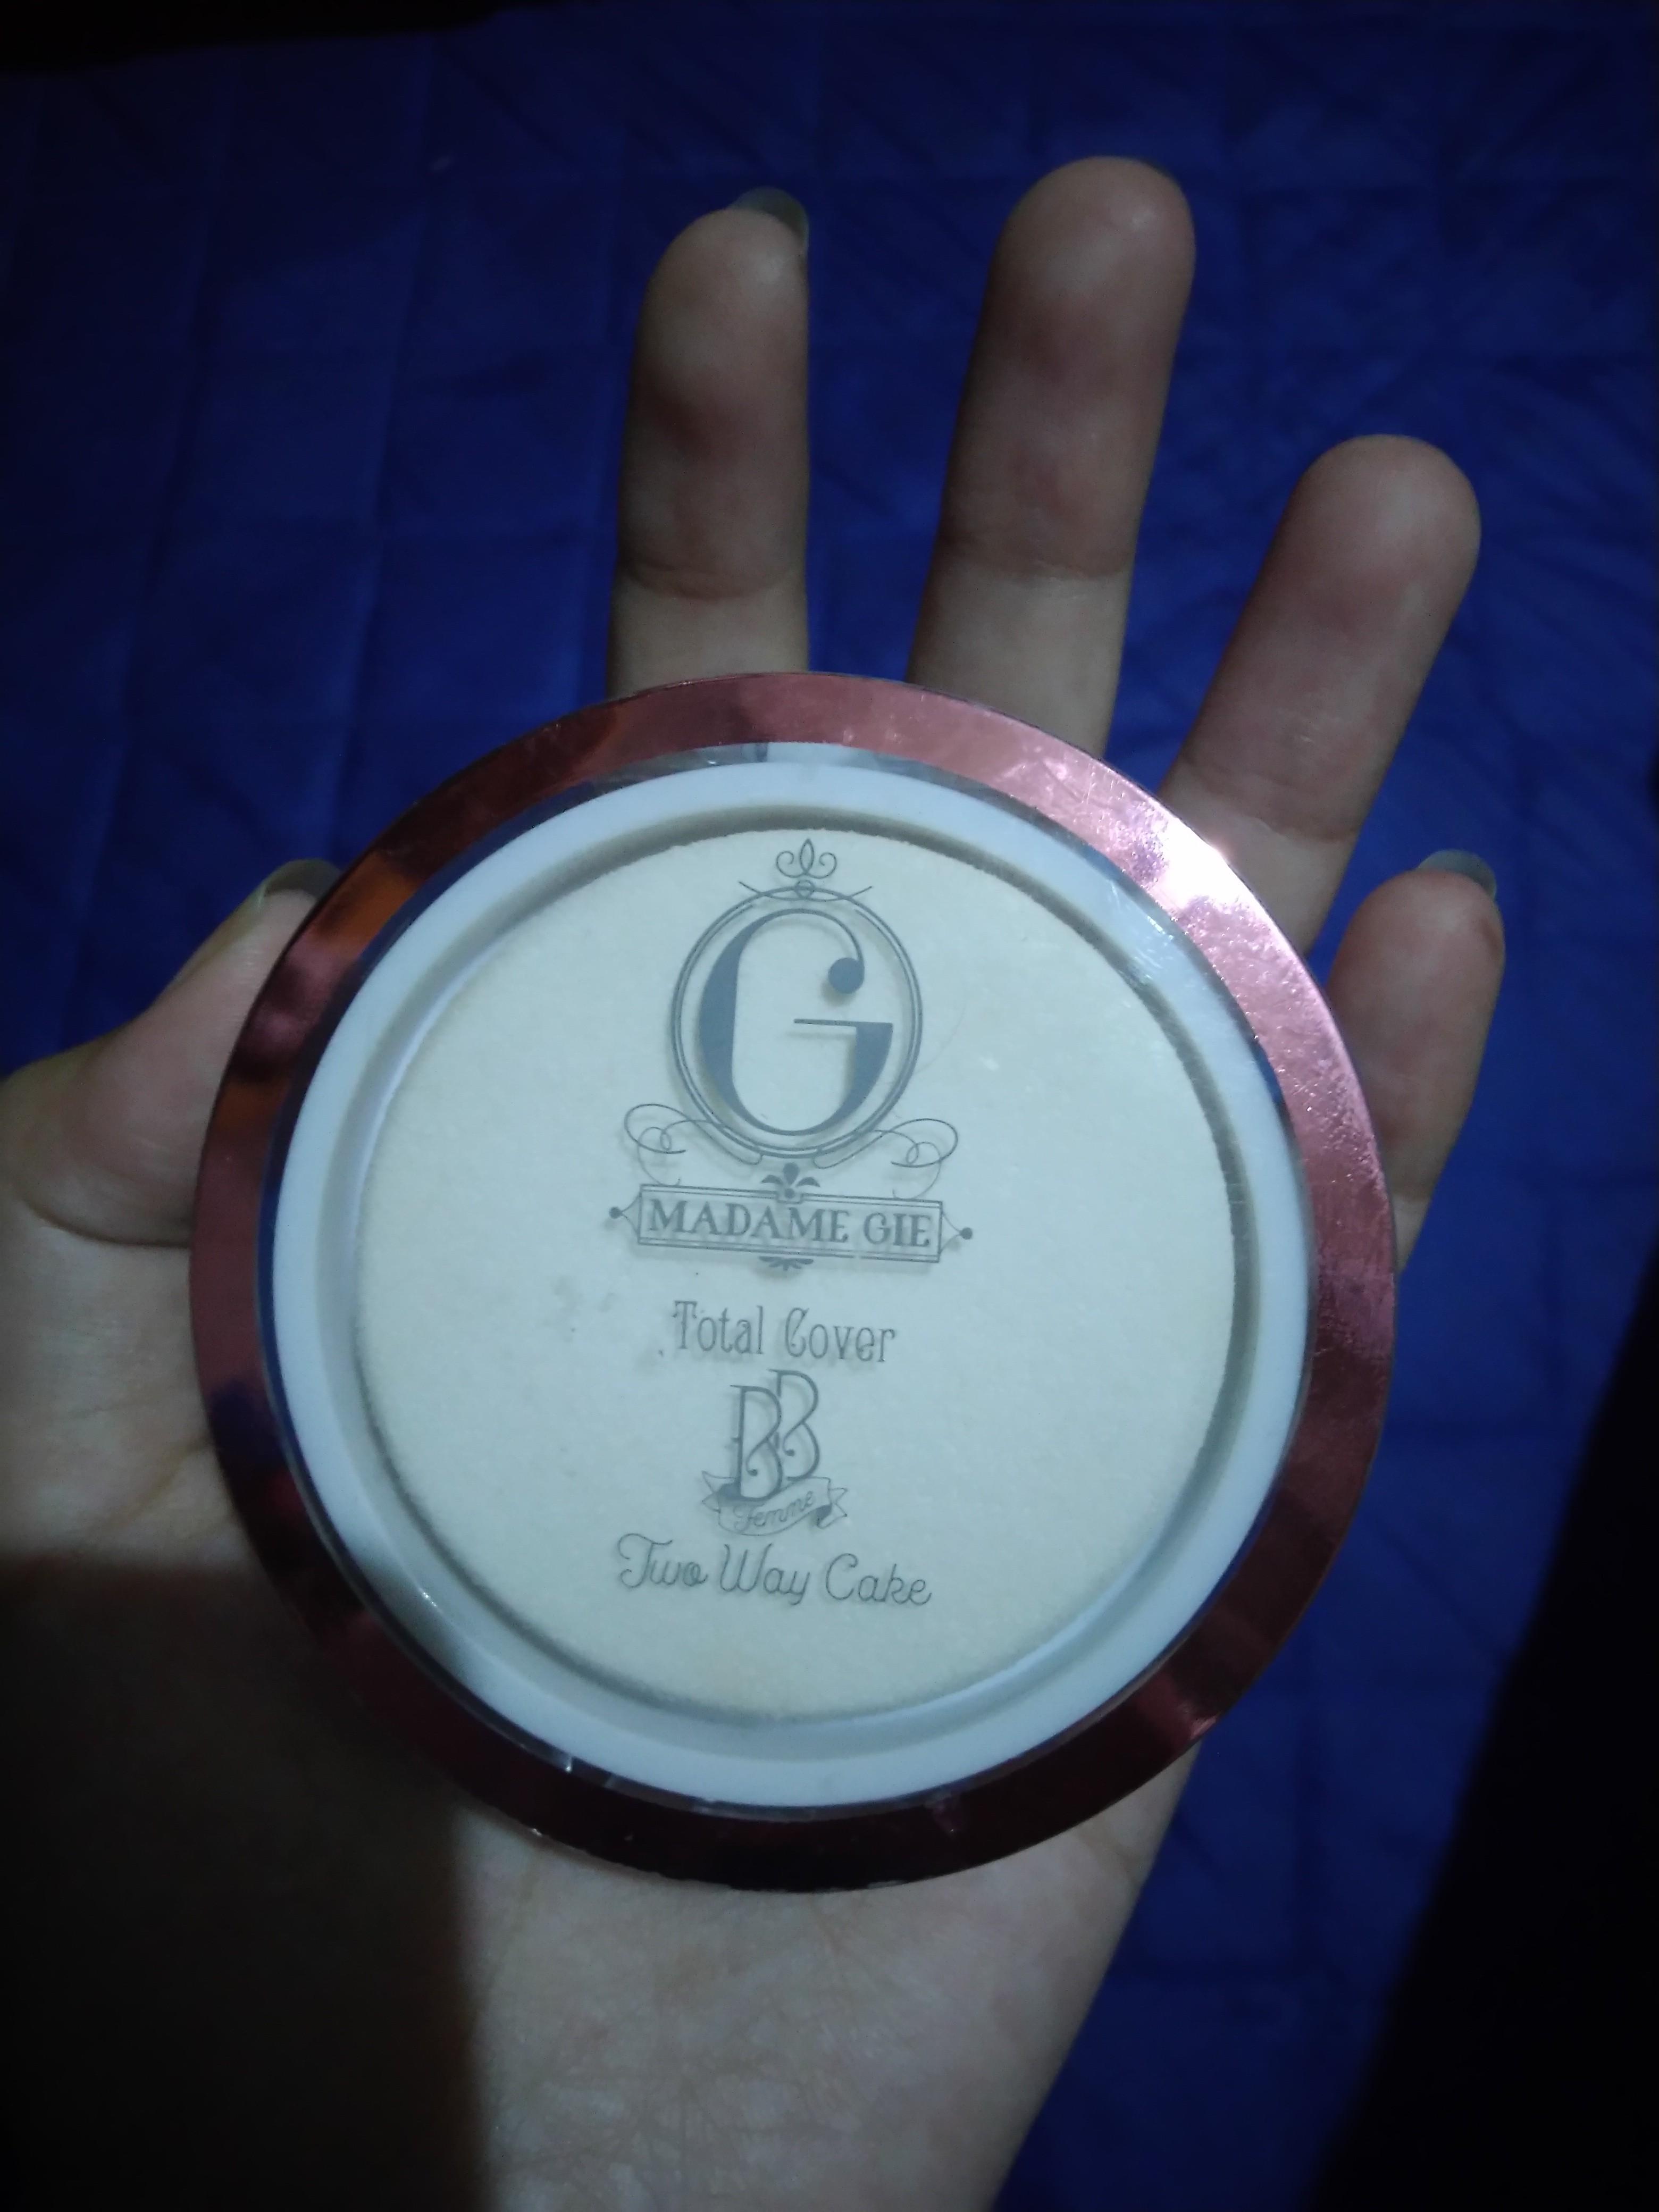 G
MADAME GIE
Total Cover
BB
Femme
Two Way Cake